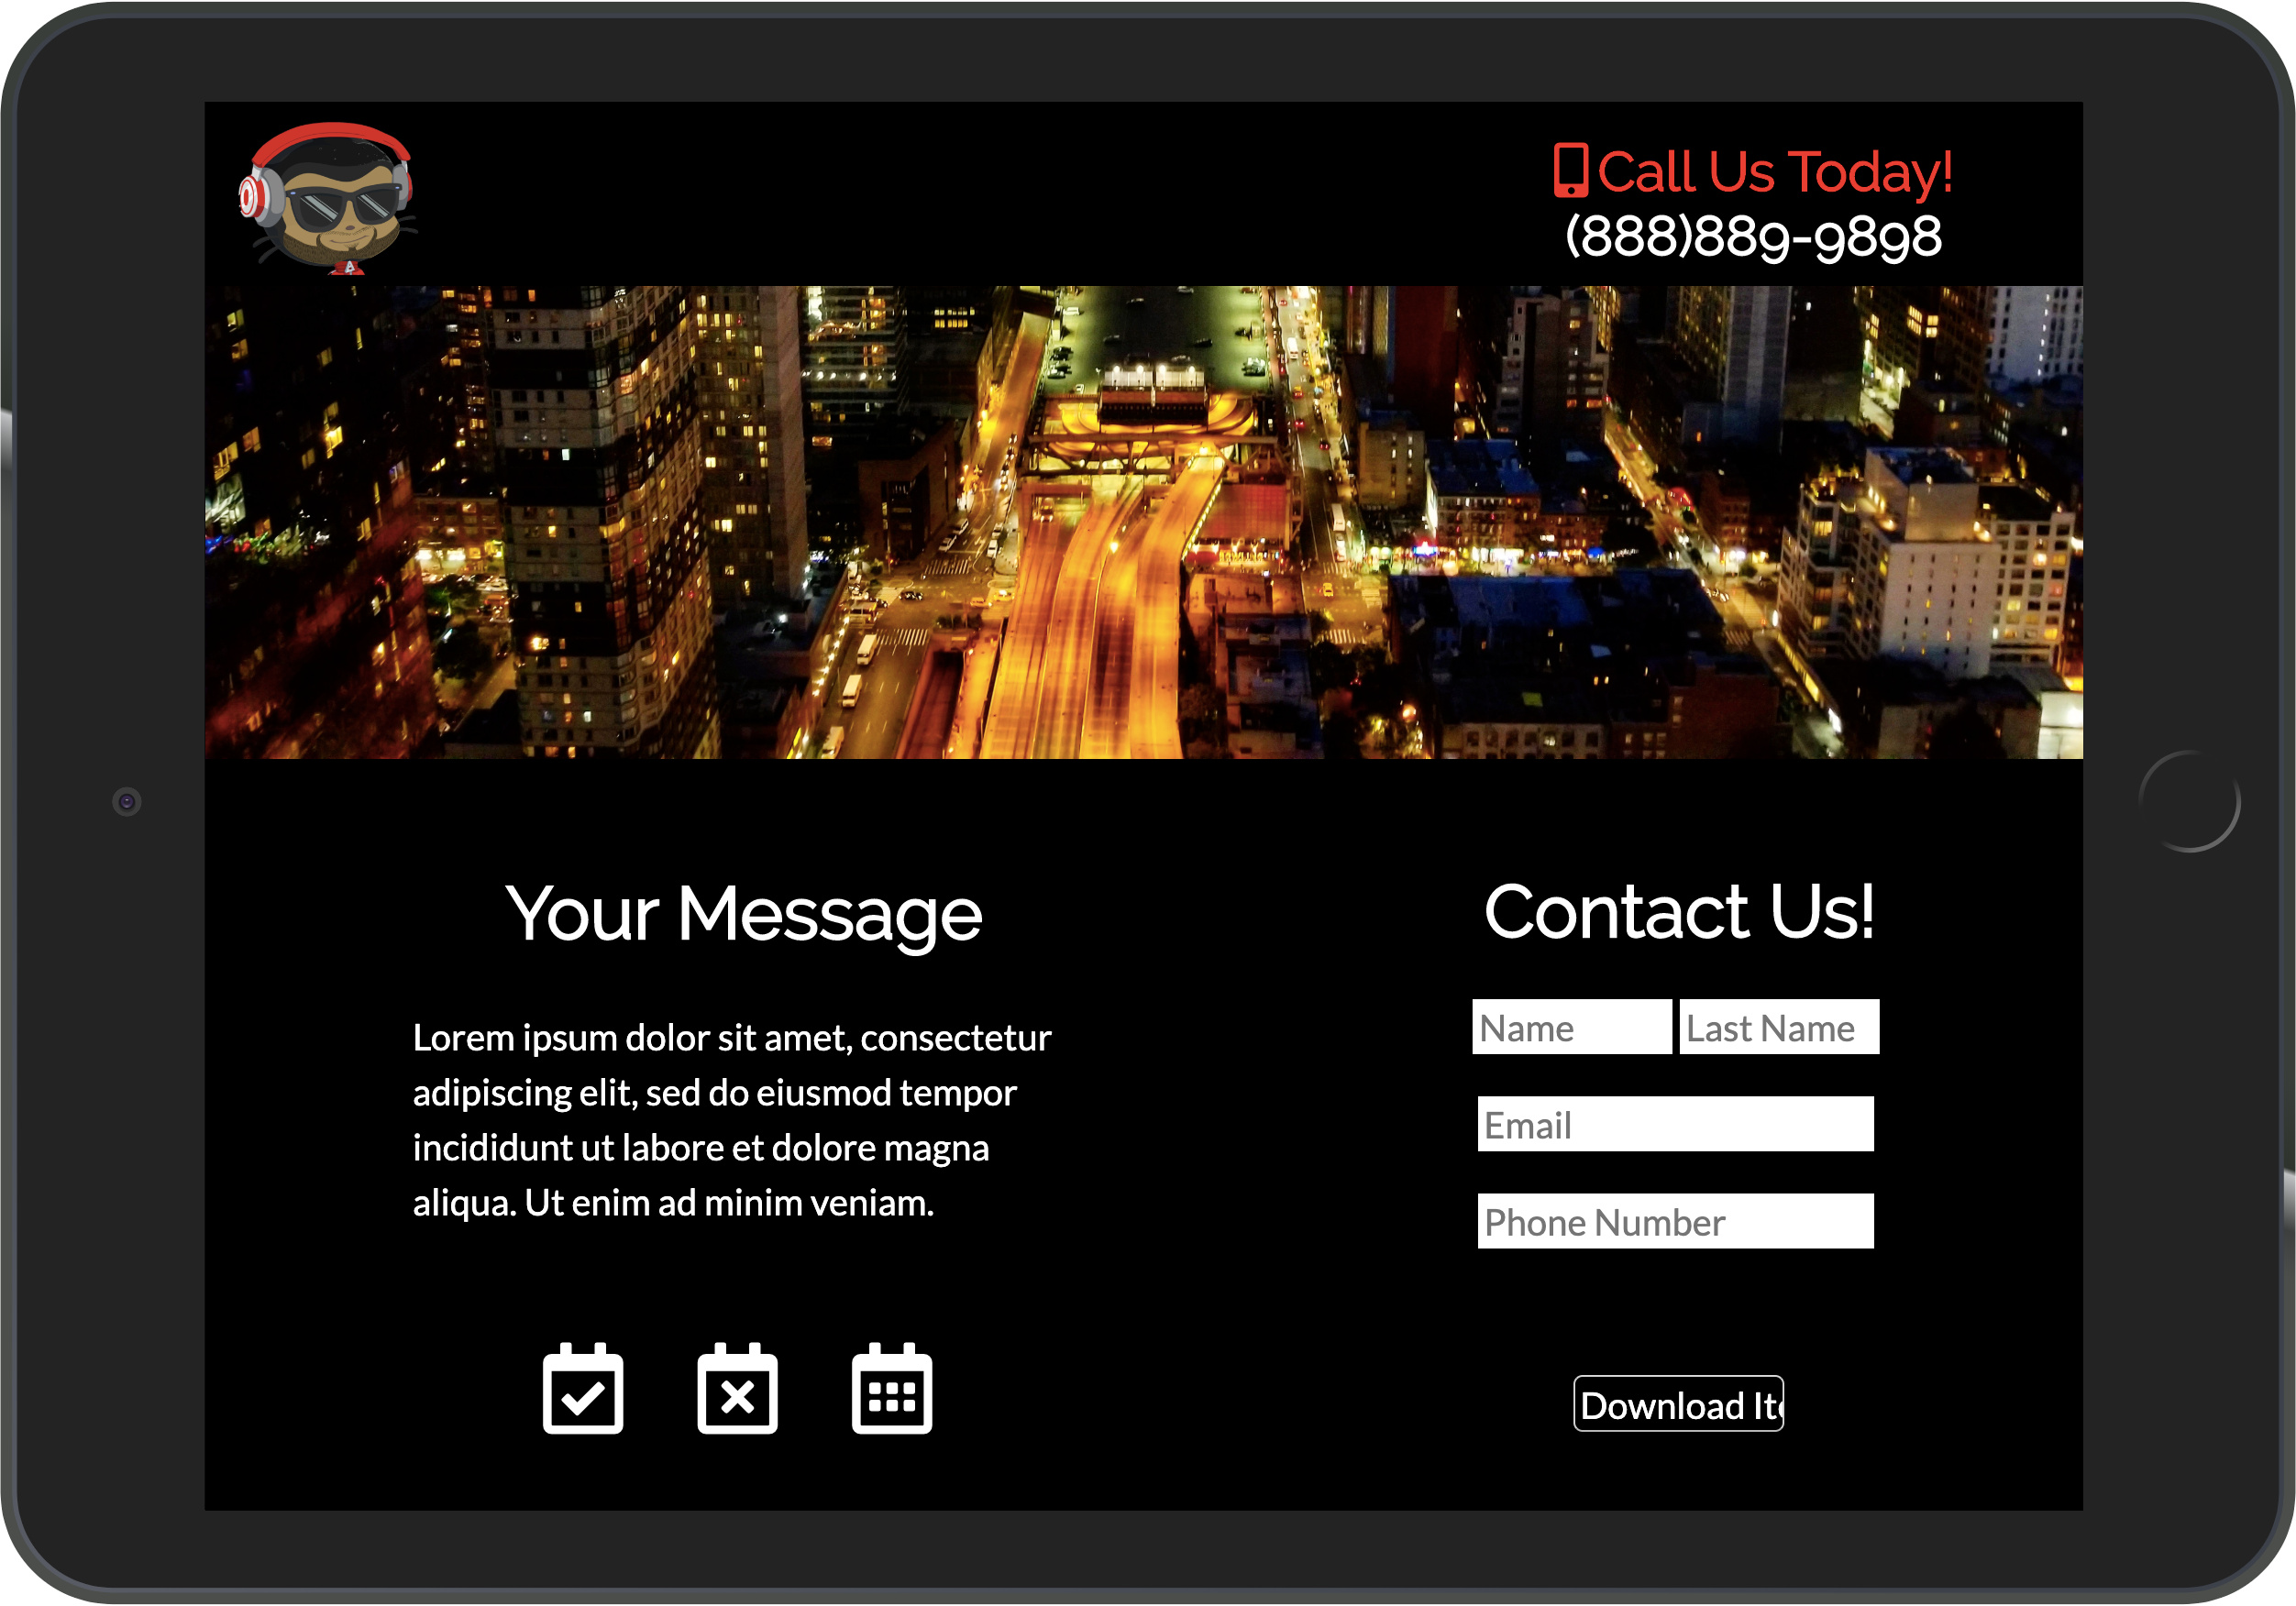 Call Us Today!
(888)889-9898
Your Message
Lorem ipsum dolor sit amet, consectetur
adipiscing elit, sed do eiusmod tempor
incididunt ut labore et dolore magna
aliqua. Ut enim ad minim veniam.
Contact Us!
Name Last Name
Email
Phone Number
Download Ite